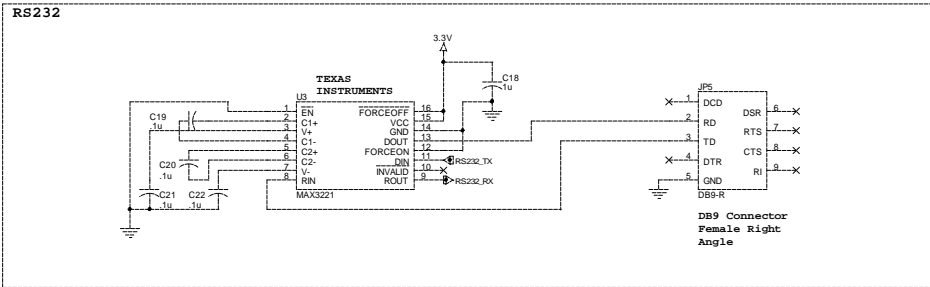 RS232
3.3V
C18
1u
TEXAS
INSTRUMENTS
U3
1 EN FORCEOFF 16
2 C1+ VCC 15
3 V+ GND 14
4 C1- DOUT 13
5 C2+ FORCEON 12
6 C2- DIN 11
7 V- INVALID 10
8 RIN ROUT 9
MAX3221
RS232_TX
RS232_RX
C19
.1u
C20
.1u
C21
.1u
C22
.1u
JP5
1 DCD
DSR 6
2 RD
RTS 7
3 TD
CTS 8
4 DTR
RI 9
5 GND
DB9-R
DB9 Connector
Female Right
Angle